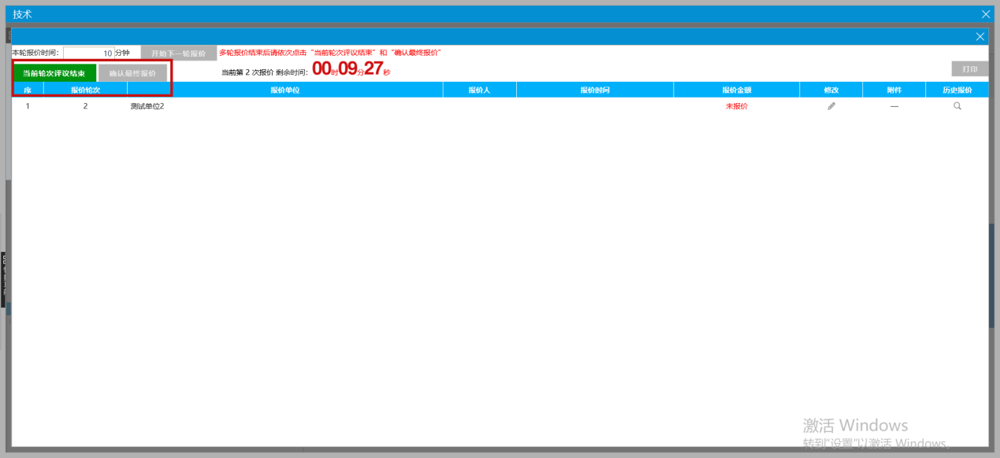 技术
本轮报价时间： 10 分钟 开始下一轮报价 多轮报价结束后请依次点击“当前轮次评议结束”和“确认最终报价”
当前轮次评议结束 确认最终报价 当前第 2 次报价 剩余时间： 00时09分27秒 打印
序 报价轮次 报价单位 报价人 报价时间 报价金额 修改 附件 历史报价
1 2 测试单位2 未报价 —
激活 Windows
转到“设置”以激活 Windows。